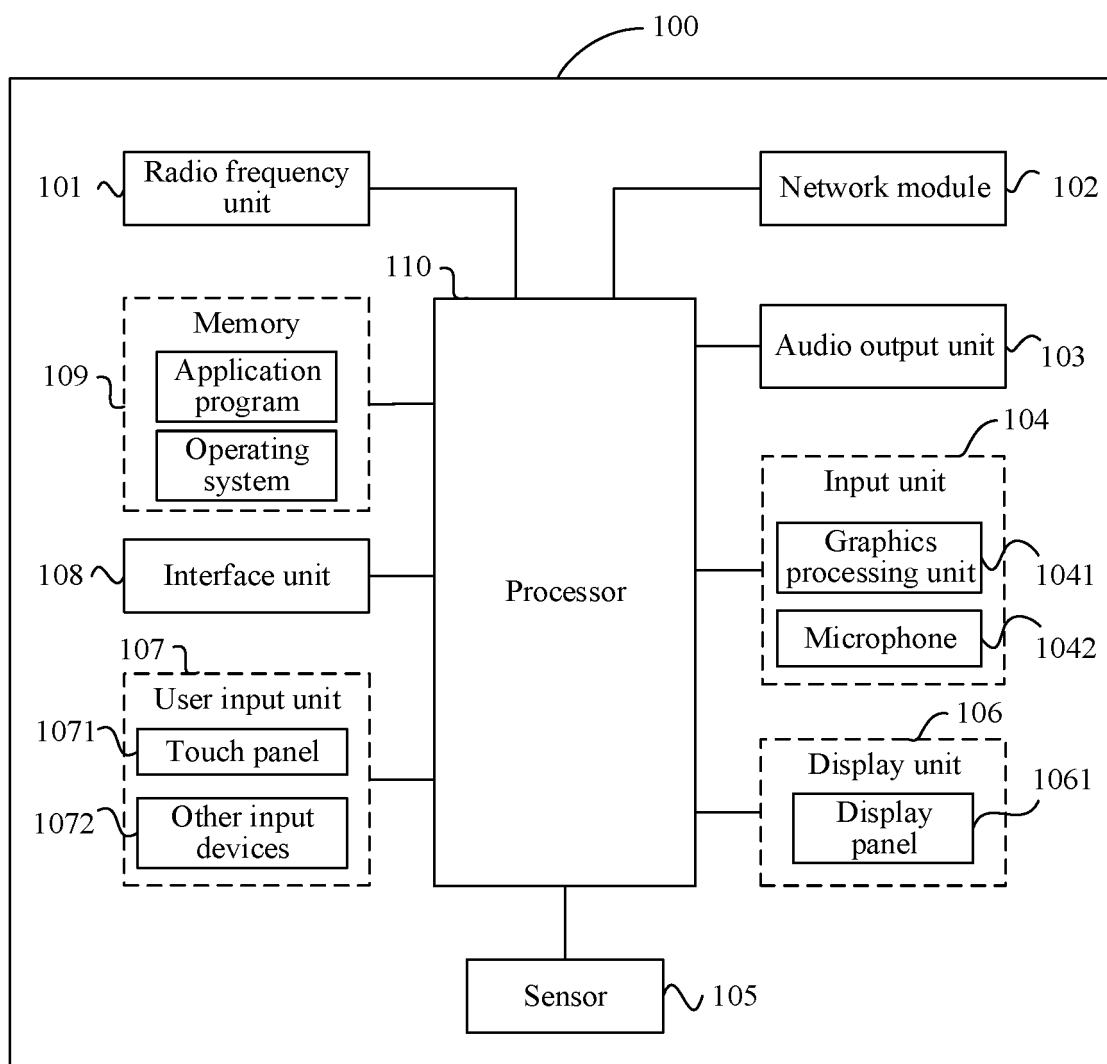 100
101
Radio frequency
unit
Network module
102
110
109
Memory
Application
program
Operating
system
Audio output unit
103
104
Input unit
Graphics
processing unit
1041
Microphone
1042
108
Interface unit
Processor
107
User input unit
1071
Touch panel
1072
Other input
devices
106
Display unit
1061
Display
panel
Sensor
105